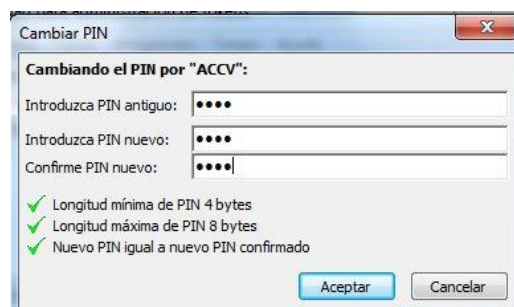 Cambiar PIN
Cambiando el PIN por "ACCV":
Introduzca PIN antiguo: ••••
Introduzca PIN nuevo: ••••
Confirme PIN nuevo: ••••
Longitud mínima de PIN 4 bytes
Longitud máxima de PIN 8 bytes
Nuevo PIN igual a nuevo PIN confirmado
Aceptar Cancelar